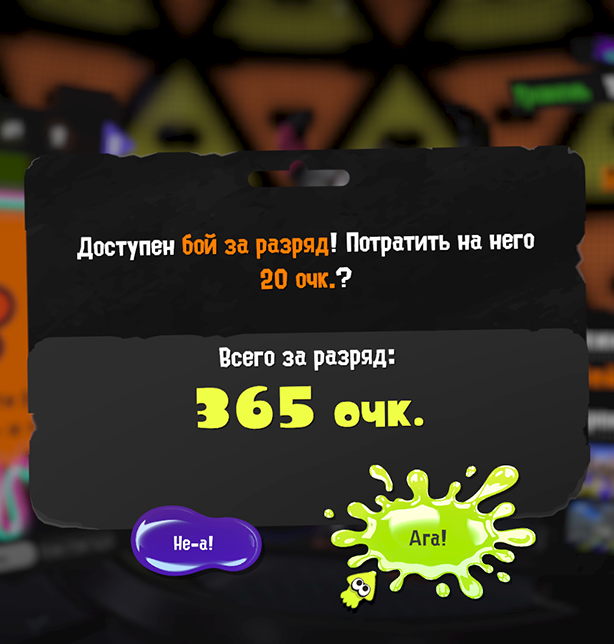 Доступен бой за разряд! Потратить на него
20 очк.?
Всего за разряд:
365 очк.
Не-а!
Ага!